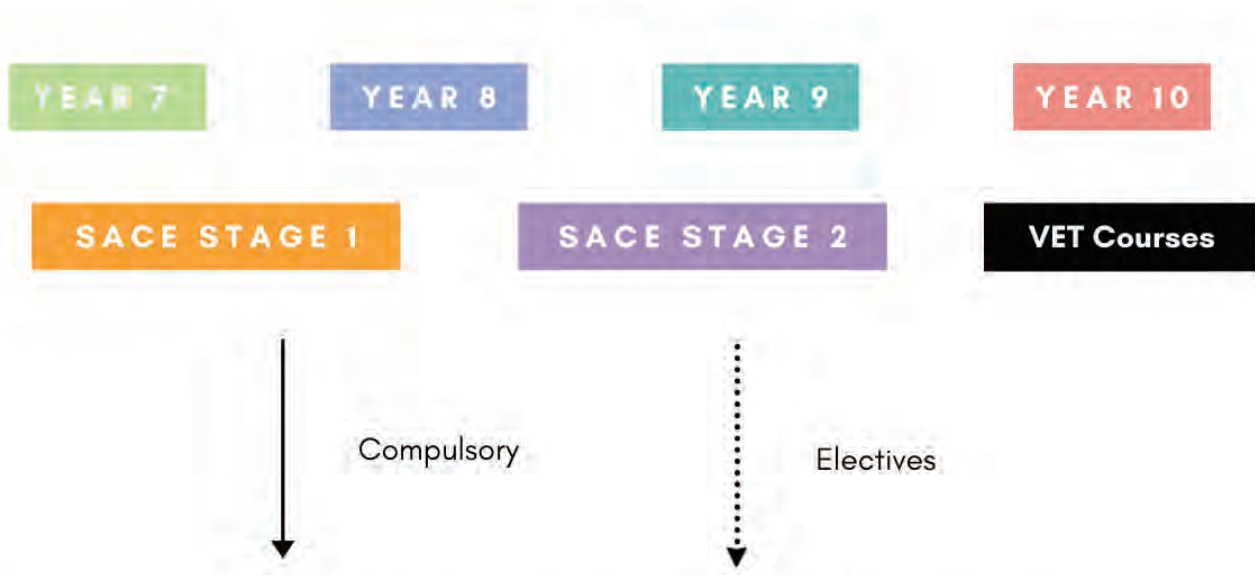 YEAR 7 YEAR 8 YEAR 9 YEAR 10
SACE STAGE 1 SACE STAGE 2 VET Courses
Compulsory
Electives